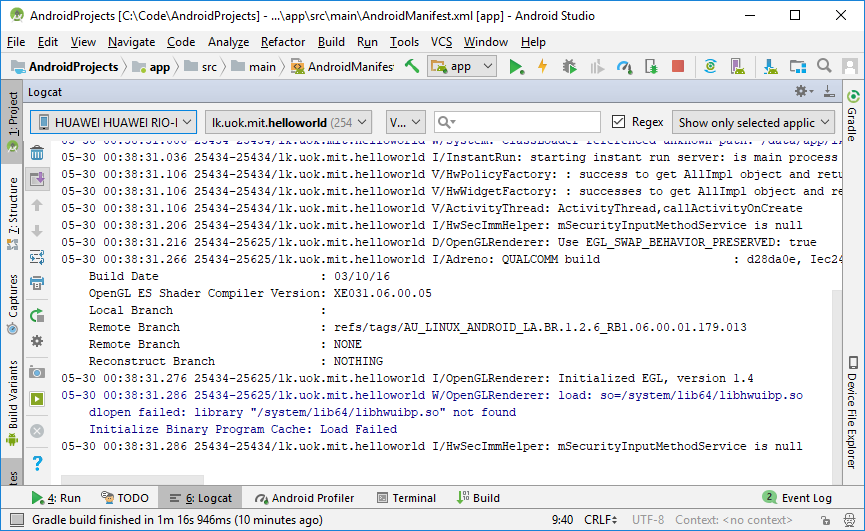 AndroidProjects [C:\Code\AndroidProjects] - ...\app\src\main\AndroidManifest.xml [app] - Android Studio
File Edit View Navigate Code Analyze Refactor Build Run Tools VCS Window Help
AndroidProjects app src main AndroidManifes app
Logcat
HUAWEI HUAWEI RIO-l lk.uok.mit.helloworld (254 V... Regex Show only selected applic
05-30 00:38:31.036 25434-25434/lk.uok.mit.helloworld I/InstantRun: starting instant run server: is main process
05-30 00:38:31.106 25434-25434/lk.uok.mit.helloworld V/HwPolicyFactory: : success to get AllImpl object and retu
05-30 00:38:31.106 25434-25434/lk.uok.mit.helloworld V/HwWidgetFactory: : successes to get AllImpl object and re
05-30 00:38:31.116 25434-25434/lk.uok.mit.helloworld V/ActivityThread: ActivityThread,callActivityOnCreate
05-30 00:38:31.206 25434-25434/lk.uok.mit.helloworld I/HwSecImmHelper: mSecurityInputMethodService is null
05-30 00:38:31.216 25434-25625/lk.uok.mit.helloworld D/OpenGLRenderer: Use EGL_SWAP_BEHAVIOR_PRESERVED: true
05-30 00:38:31.266 25434-25625/lk.uok.mit.helloworld I/Adreno: QUALCOMM build : d28da0e, Iec24
Build Date : 03/10/16
OpenGL ES Shader Compiler Version: XE031.06.00.05
Local Branch :
Remote Branch : refs/tags/AU_LINUX_ANDROID_LA.BR.1.2.6_RB1.06.00.01.179.013
Remote Branch : NONE
Reconstruct Branch : NOTHING
05-30 00:38:31.276 25434-25625/lk.uok.mit.helloworld I/OpenGLRenderer: Initialized EGL, version 1.4
05-30 00:38:31.286 25434-25625/lk.uok.mit.helloworld W/OpenGLRenderer: load: so=/system/lib64/libhwuibp.so
dlopen failed: library "/system/lib64/libhwuibp.so" not found
Initialize Binary Program Cache: Load Failed
05-30 00:38:31.286 25434-25434/lk.uok.mit.helloworld I/HwSecImmHelper: mSecurityInputMethodService is null
1: Project
7: Structure
Captures
Build Variants
tes
Gradle
Device File Explorer
4: Run TODO 6: Logcat Android Profiler Terminal Build 2 Event Log
Gradle build finished in 1m 16s 946ms (10 minutes ago) 9:40 CRLF UTF-8 Context: <no context>